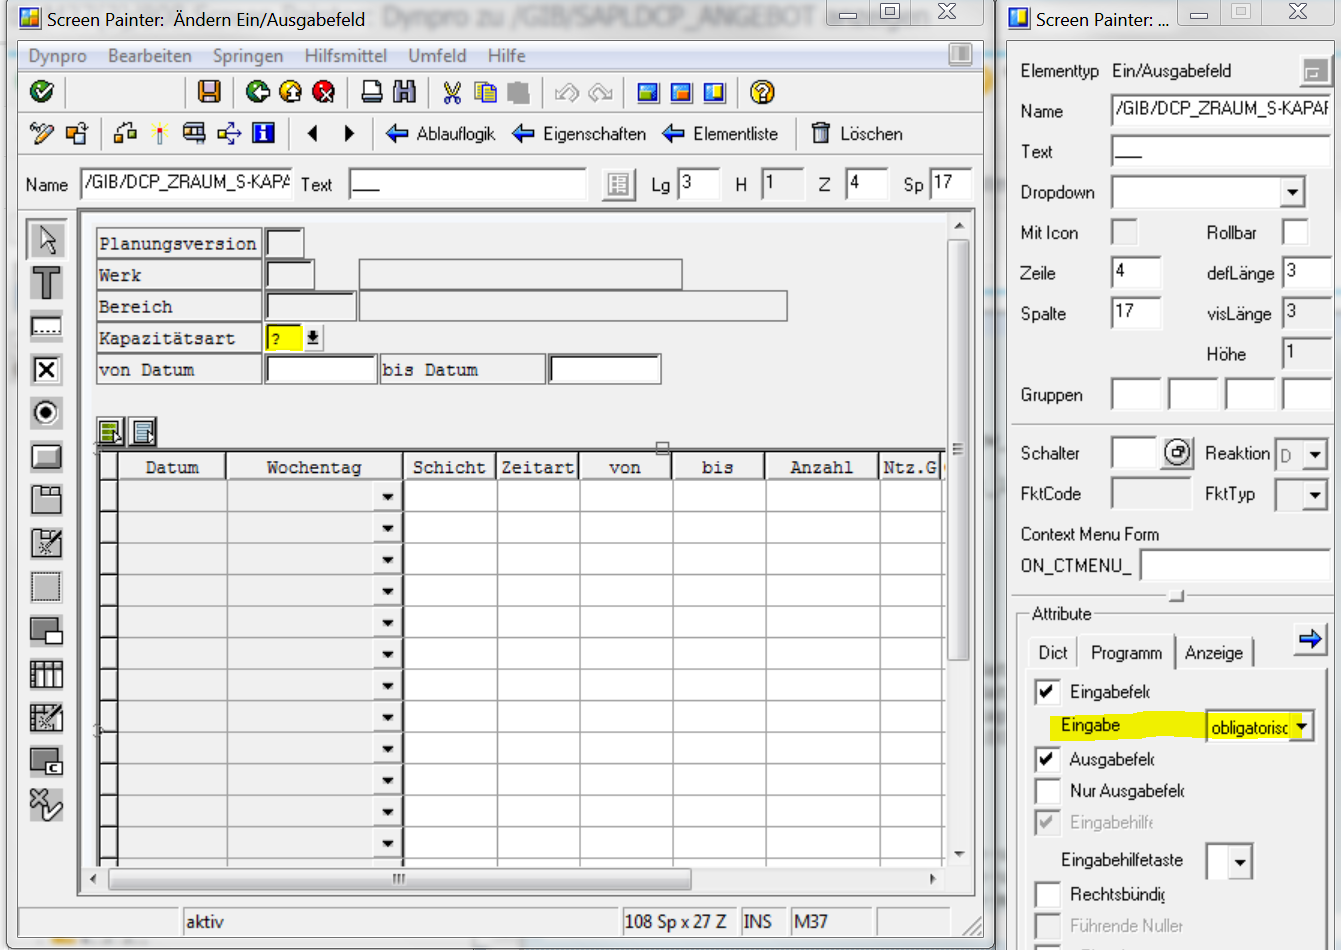 Screen Painter: Ändern Ein/Ausgabefeld
Dynpro Bearbeiten Springen Hilfsmittel Umfeld Hilfe
Ablauflogik Eigenschaften Elementliste Löschen
Name /GIB/DCP_ZRAUM_S-KAPA Text ___ Lg 3 H 1 Z 4 Sp 17
Planungsversion
Werk
Bereich
Kapazitätsart ?
von Datum bis Datum
Datum Wochentag Schicht Zeitart von bis Anzahl Ntz.G
aktiv 108 Sp x 27 Z INS M37
Screen Painter: ...
Elementtyp Ein/Ausgabefeld
Name /GIB/DCP_ZRAUM_S-KAPAR
Text ___
Dropdown
Mit Icon Rollbar
Zeile 4 defLänge 3
Spalte 17 visLänge 3
Höhe 1
Gruppen
Schalter Reaktion D
FktCode FktTyp
Context Menu Form
ON_CTMENU_
Attribute
Dict Programm Anzeige
Eingabefelc
Eingabe obligatorisc
Ausgabefelc
Nur Ausgabefelc
Eingabehilfe
Eingabehilfetaste
Rechtsbündig
Führende Nuller